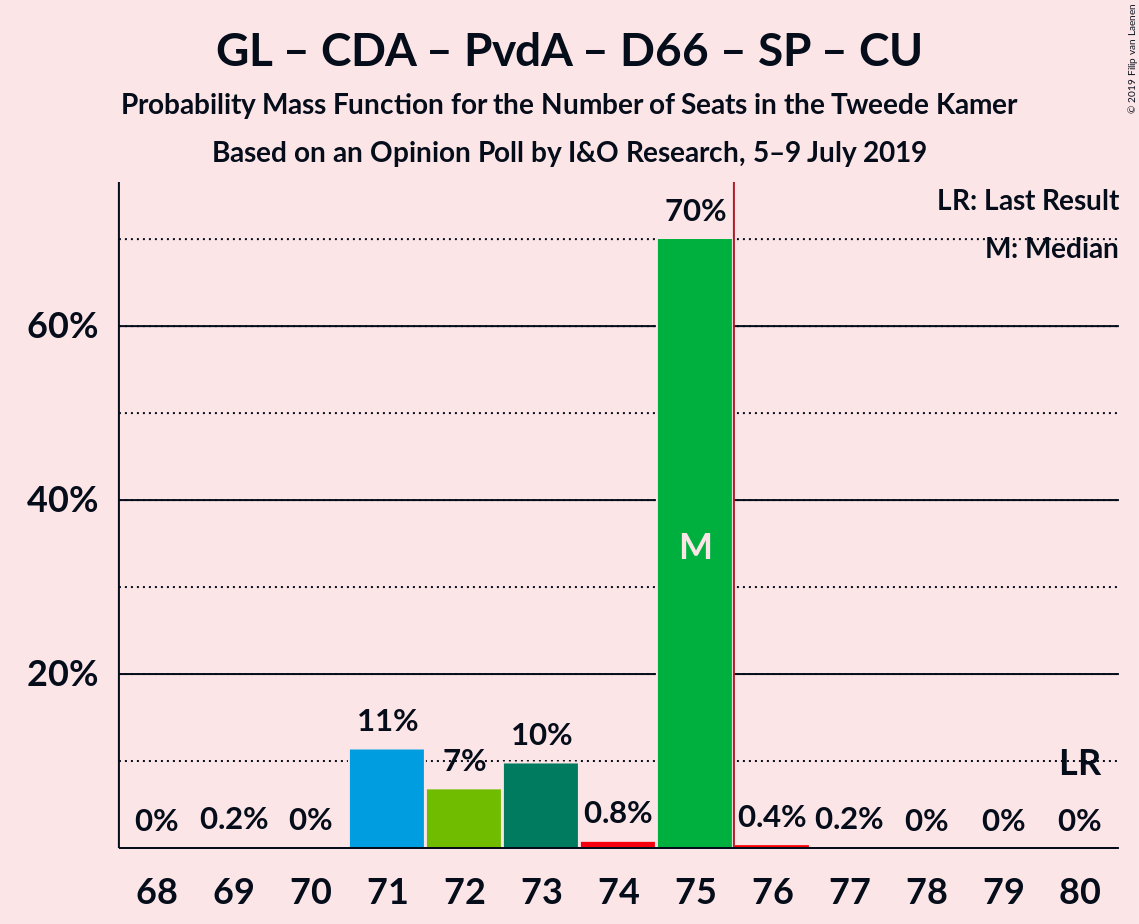 GL – CDA – PvdA – D66 – SP – CU
Probability Mass Function for the Number of Seats in the Tweede Kamer
Based on an Opinion Poll by I&O Research, 5–9 July 2019
© 2019 Filip van Laenen
LR: Last Result
M: Median
70%
60%
40%
20%
M
11%
7%
10%
LR
0%
0.2%
0%
0.8%
0.4%
0.2%
0%
0%
0%
68 69 70 71 72 73 74 75 76 77 78 79 80